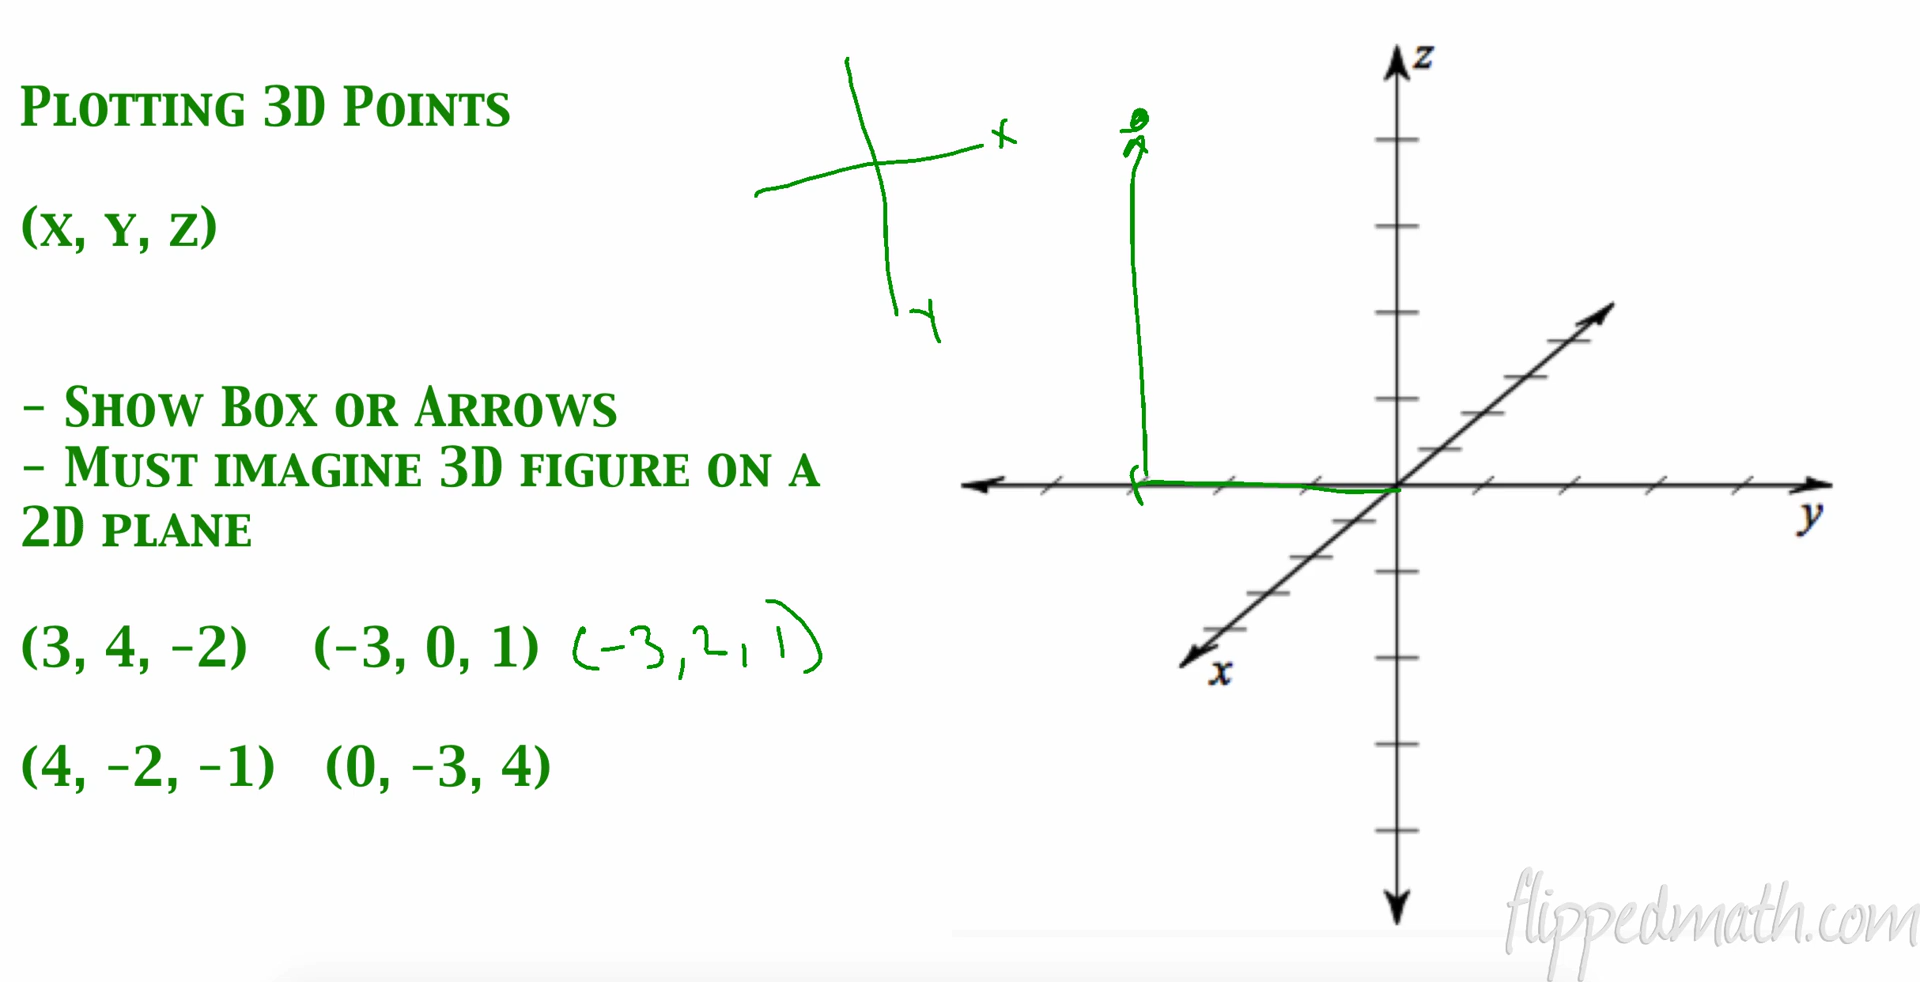 PLOTTING 3D POINTS
(X, Y, Z)
– SHOW BOX OR ARROWS
– MUST IMAGINE 3D FIGURE ON A
2D PLANE
(3, 4, -2) (-3, 0, 1) (-3, 2, 1)
(4, -2, -1) (0, -3, 4)
x
y
z
y
x
flippedmath.com